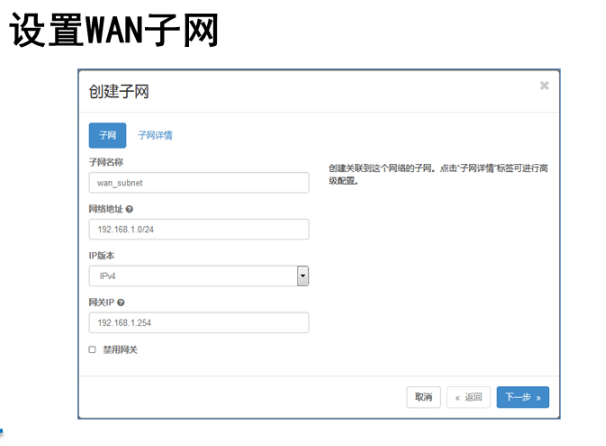 设置WAN子网
创建子网
×
子网 子网详情
子网名称
wan_subnet
创建关联到这个网络的子网。点击"子网详情"标签可进行高
级配置。
网络地址
192.168.1.0/24
IP版本
IPv4
网关IP
192.168.1.254
禁用网关
取消 « 返回 下一步 »